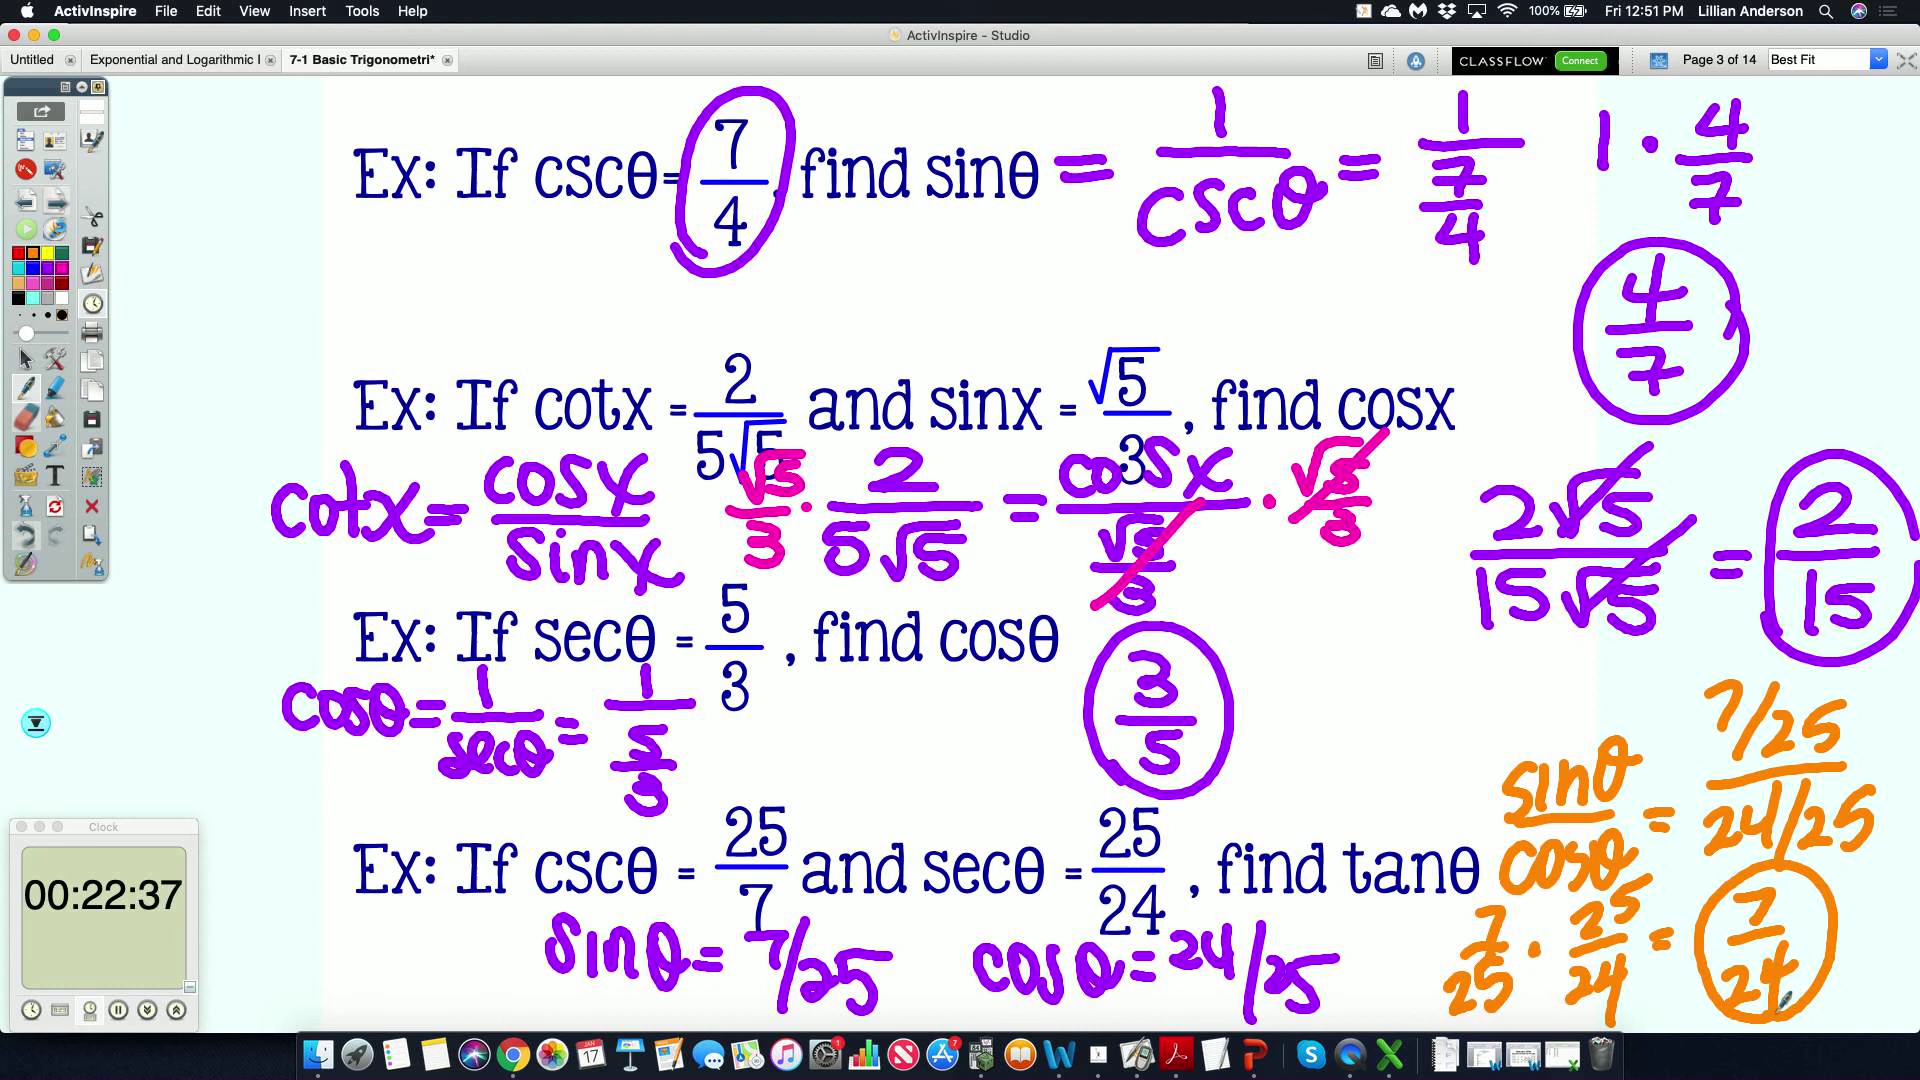 ActivInspire File Edit View Insert Tools Help 100% Fri 12:51 PM Lillian Anderson
ActivInspire - Studio
Untitled Exponential and Logarithmic I 7-1 Basic Trigonometri* CLASSFLOW Connect Page 3 of 14 Best Fit
Ex: If cscθ= 7/4, find sinθ = 1/cscθ = 1/(7/4) 1 · 4/7
4/7
Ex: If cotx = 2/5√5 and sinx = √5/3, find cosx
cotx = cosx/sinx √5/3 · 2/5√5 = cosx/(√5/3) · √5/3 2√5/15√5 = 2/15
Ex: If secθ = 5/3, find cosθ
cosθ = 1/secθ = 1/(5/3) 3/5
sinθ/cosθ = 7/25 / 24/25
Ex: If cscθ = 25/7 and secθ = 25/24, find tanθ
7/25 · 25/24 = 7/24
sinθ = 7/25 cosθ = 24/25
Clock
00:22:37
T
JAN
17
1
7